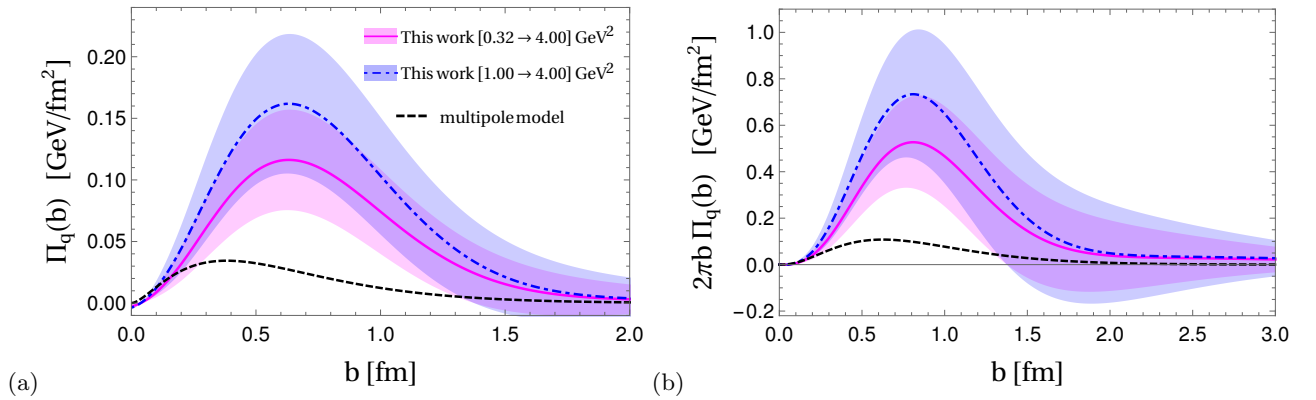 0.20
0.15
0.10
0.05
0.00
Π_q(b) [GeV/fm²]
This work [0.32 → 4.00] GeV²
This work [1.00 → 4.00] GeV²
multipole model
0.0 0.5 1.0 1.5 2.0
b [fm]
(a)
1.0
0.8
0.6
0.4
0.2
0.0
−0.2
2πb Π_q(b) [GeV/fm²]
0.0 0.5 1.0 1.5 2.0 2.5 3.0
b [fm]
(b)